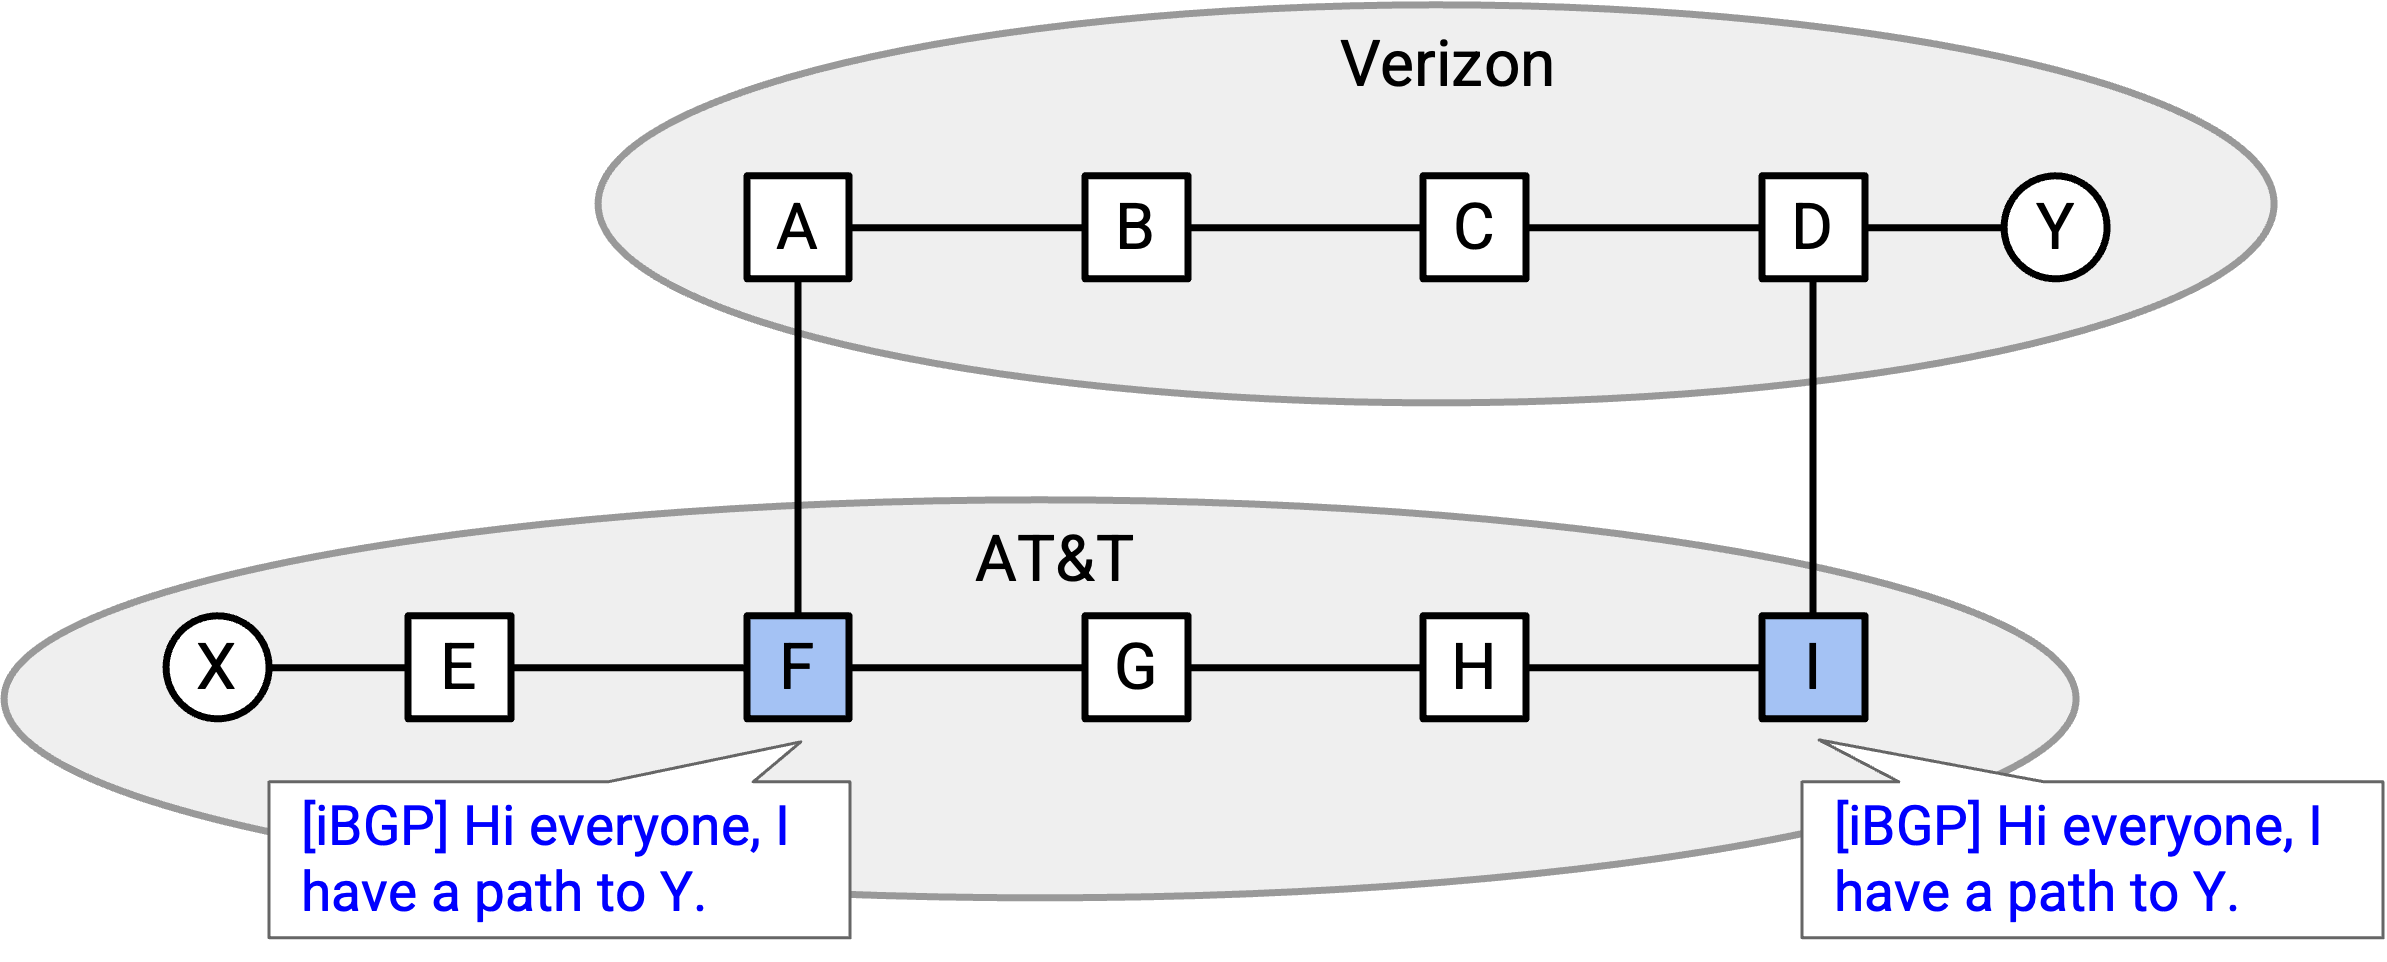 Verizon
A
B
C
D
Y
AT&T
X
E
F
G
H
I
[iBGP] Hi everyone, I
have a path to Y.
[iBGP] Hi everyone, I
have a path to Y.